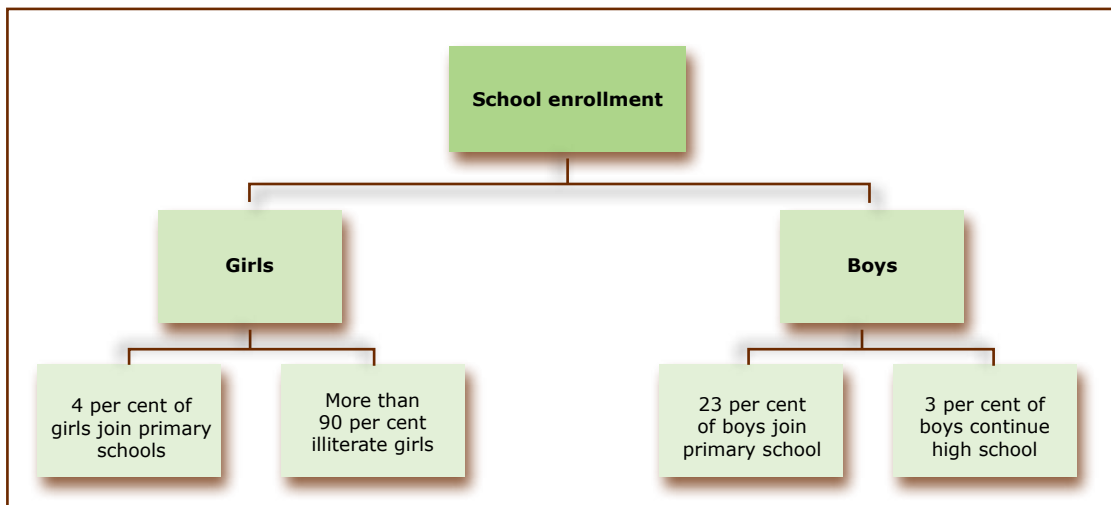 School enrollment
Girls
Boys
4 per cent of
girls join primary
schools
More than
90 per cent
illiterate girls
23 per cent
of boys join
primary school
3 per cent of
boys continue
high school